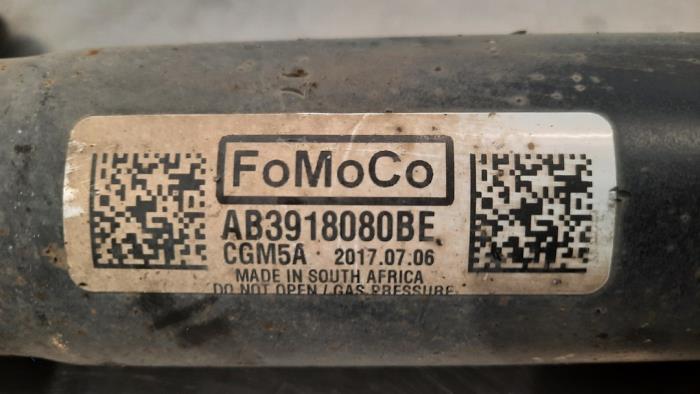 FoMoCo
AB3918080BE
CGM5A 2017.07.06
MADE IN SOUTH AFRICA
DO NOT OPEN / GAS PRESSURE